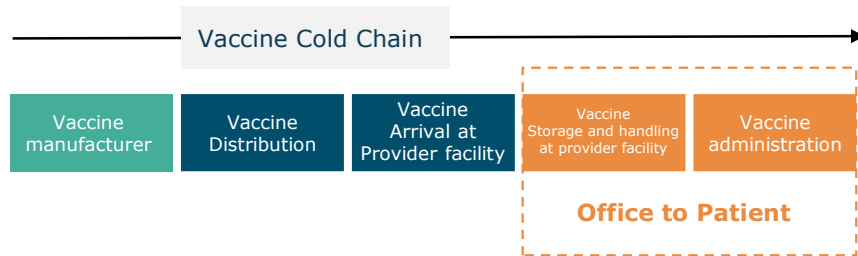 Vaccine Cold Chain
Vaccine
manufacturer
Vaccine
Distribution
Vaccine
Arrival at
Provider facility
Vaccine
Storage and handling
at provider facility
Vaccine
administration
Office to Patient